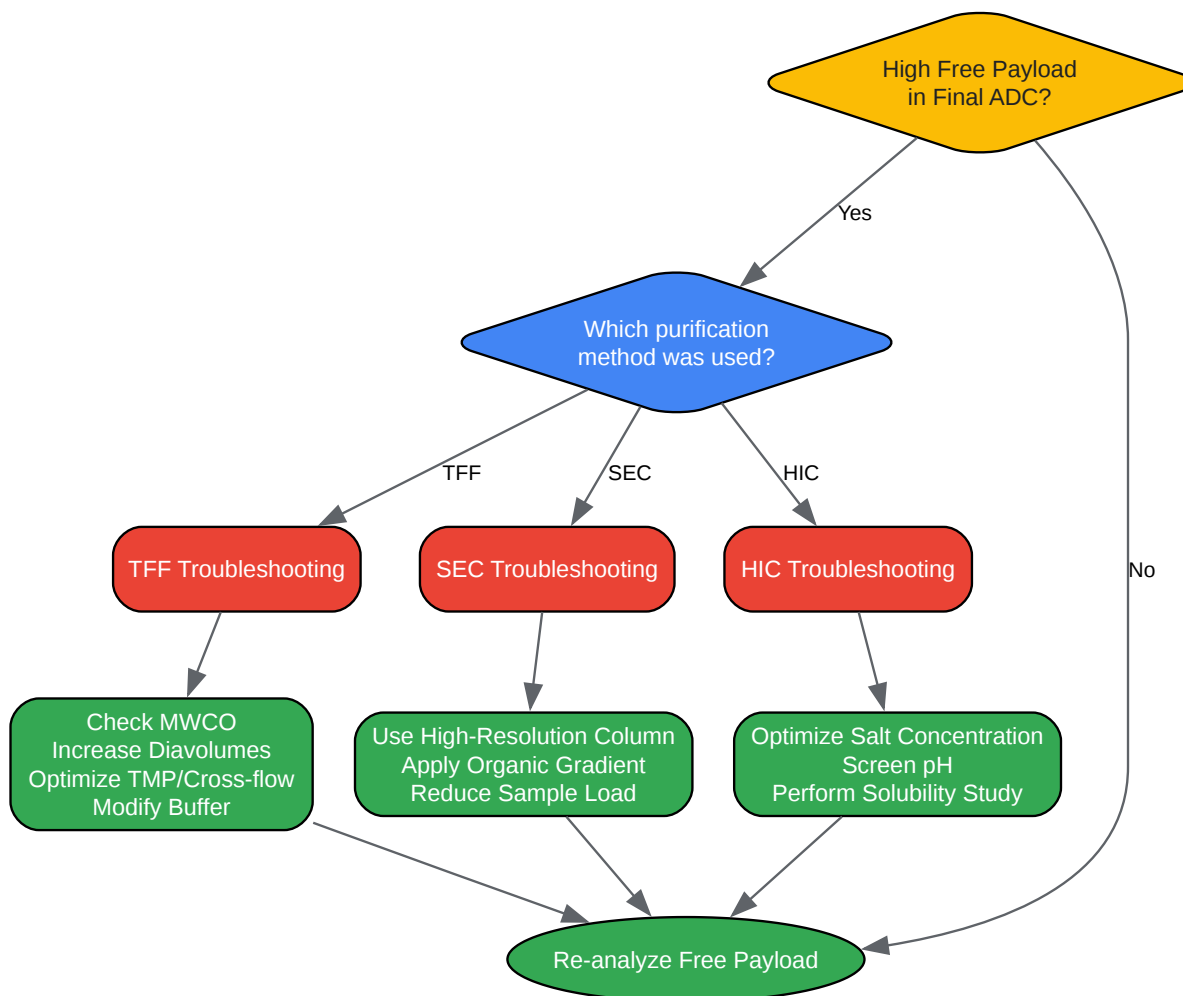 High Free Payload
in Final ADC?
Yes
Which purification
method was used?
TFF
SEC
HIC
TFF Troubleshooting
SEC Troubleshooting
HIC Troubleshooting
No
Check MWCO
Increase Diavolumes
Optimize TMP/Cross-flow
Modify Buffer
Use High-Resolution Column
Apply Organic Gradient
Reduce Sample Load
Optimize Salt Concentration
Screen pH
Perform Solubility Study
Re-analyze Free Payload